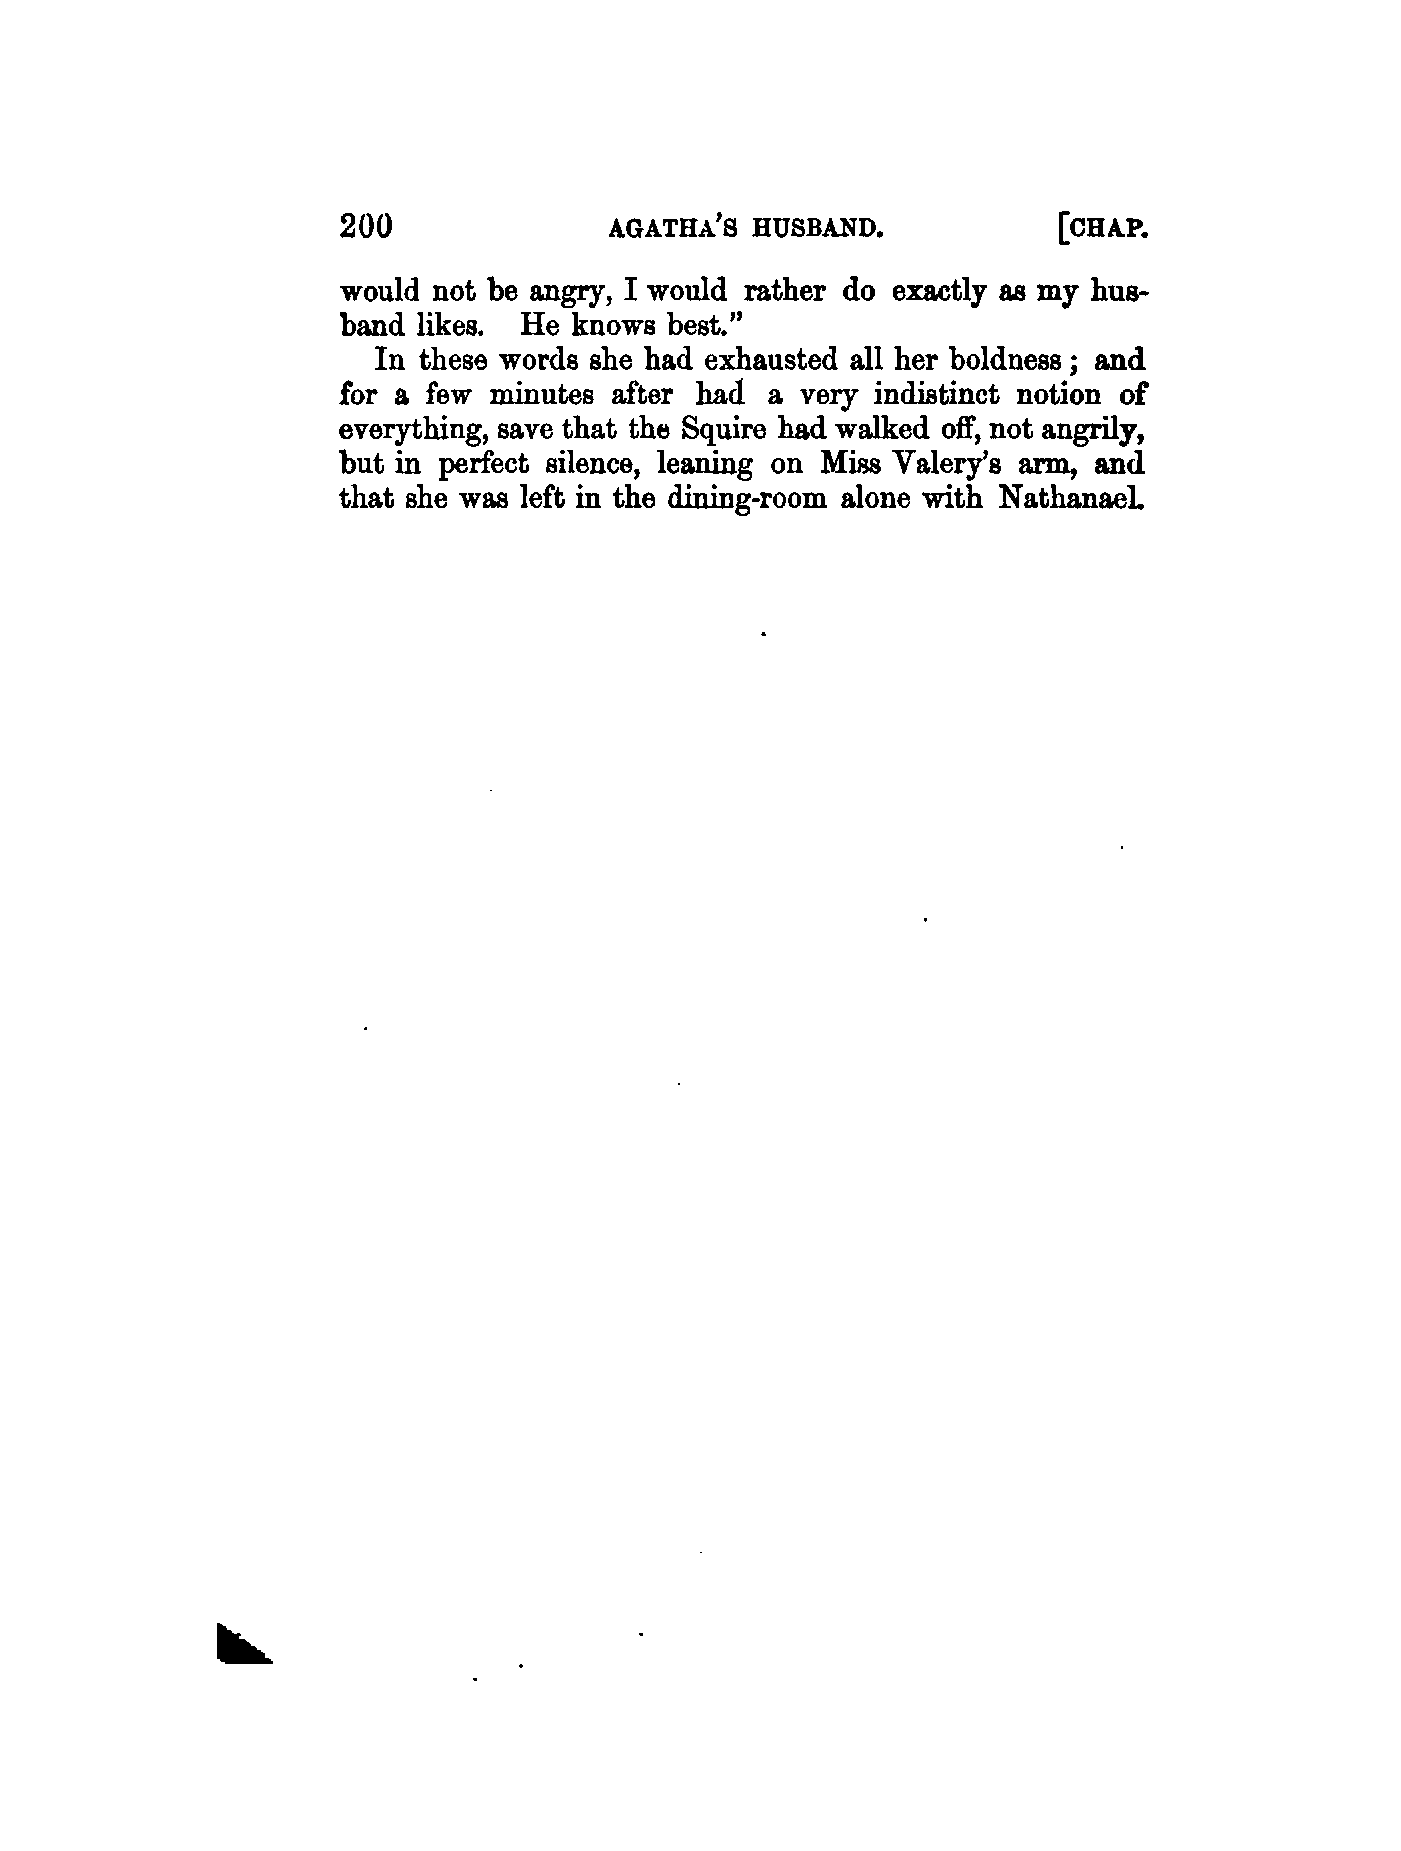 200 AGATHA'S HUSBAND. [CHAP.
would not be angry, I would rather do exactly as my hus-
band likes. He knows best."
In these words she had exhausted all her boldness; and
for a few minutes after had a very indistinct notion of
everything, save that the Squire had walked off, not angrily,
but in perfect silence, leaning on Miss Valery's arm, and
that she was left in the dining-room alone with Nathanael.